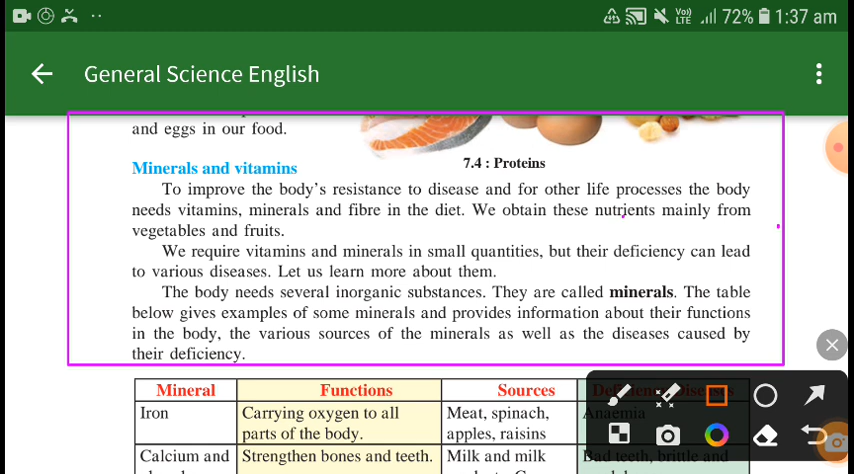 72% 1:37 am
General Science English
and eggs in our food.
7.4 : Proteins
Minerals and vitamins
To improve the body's resistance to disease and for other life processes the body
needs vitamins, minerals and fibre in the diet. We obtain these nutrients mainly from
vegetables and fruits.
We require vitamins and minerals in small quantities, but their deficiency can lead
to various diseases. Let us learn more about them.
The body needs several inorganic substances. They are called minerals. The table
below gives examples of some minerals and provides information about their functions
in the body, the various sources of the minerals as well as the diseases caused by
their deficiency.
Mineral Functions Sources Deficiency Diseases
Iron Carrying oxygen to all Meat, spinach, Anaemia
parts of the body. apples, raisins
Calcium and Strengthen bones and teeth. Milk and milk Bad teeth, brittle and